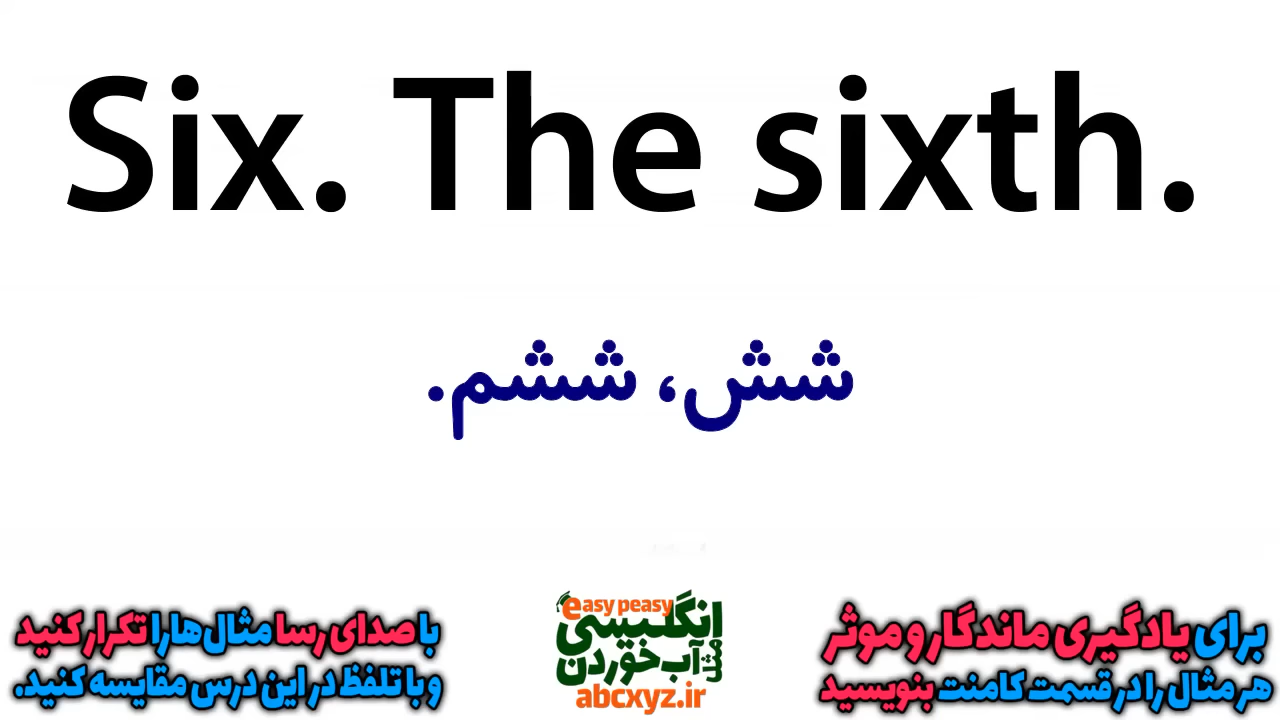 Six. The sixth.
شش، ششم.
برای یادگیری ماندگار و موثر
هر مثال را در قسمت کامنت بنویسید
easy peasy
انگلیسی
مثل آب خوردن
abcxyz.ir
با صدای رسا مثال‌ها را تکرار کنید
و با تلفظ در این درس مقایسه کنید.